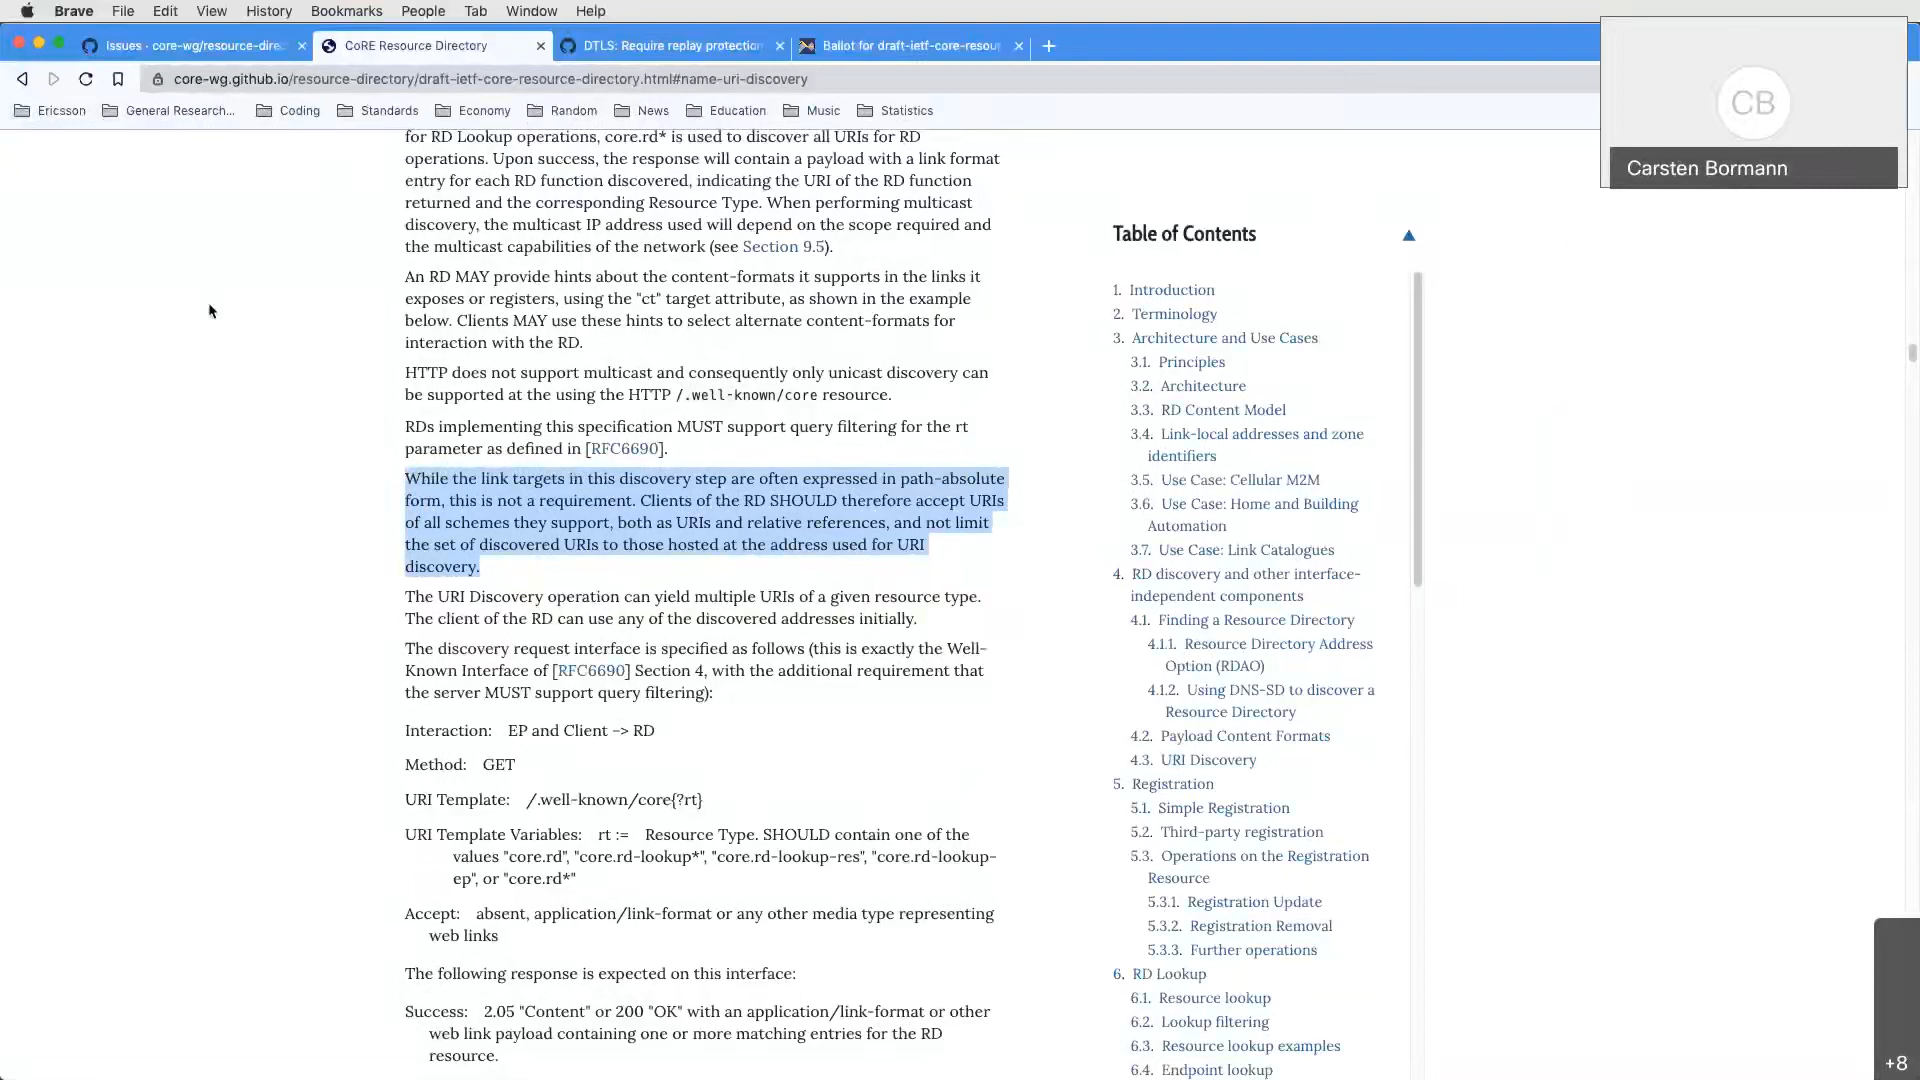 Brave File Edit View History Bookmarks People Tab Window Help
Issues · core-wg/resource-dire
CoRE Resource Directory
DTLS: Require replay protection
Ballot for draft-ietf-core-resou
core-wg.github.io/resource-directory/draft-ietf-core-resource-directory.html#name-uri-discovery
Ericsson General Research... Coding Standards Economy Random News Education Music Statistics
for RD Lookup operations, core.rd* is used to discover all URIs for RD
operations. Upon success, the response will contain a payload with a link format
entry for each RD function discovered, indicating the URI of the RD function
returned and the corresponding Resource Type. When performing multicast
discovery, the multicast IP address used will depend on the scope required and
the multicast capabilities of the network (see Section 9.5).
An RD MAY provide hints about the content-formats it supports in the links it
exposes or registers, using the "ct" target attribute, as shown in the example
below. Clients MAY use these hints to select alternate content-formats for
interaction with the RD.
HTTP does not support multicast and consequently only unicast discovery can
be supported at the using the HTTP /.well-known/core resource.
RDs implementing this specification MUST support query filtering for the rt
parameter as defined in [RFC6690].
While the link targets in this discovery step are often expressed in path-absolute
form, this is not a requirement. Clients of the RD SHOULD therefore accept URIs
of all schemes they support, both as URIs and relative references, and not limit
the set of discovered URIs to those hosted at the address used for URI
discovery.
The URI Discovery operation can yield multiple URIs of a given resource type.
The client of the RD can use any of the discovered addresses initially.
The discovery request interface is specified as follows (this is exactly the Well-
Known Interface of [RFC6690] Section 4, with the additional requirement that
the server MUST support query filtering):
Interaction: EP and Client -> RD
Method: GET
URI Template: /.well-known/core{?rt}
URI Template Variables: rt := Resource Type. SHOULD contain one of the
values "core.rd", "core.rd-lookup*", "core.rd-lookup-res", "core.rd-lookup-
ep", or "core.rd*"
Accept: absent, application/link-format or any other media type representing
web links
The following response is expected on this interface:
Success: 2.05 "Content" or 200 "OK" with an application/link-format or other
web link payload containing one or more matching entries for the RD
resource.
Table of Contents
1. Introduction
2. Terminology
3. Architecture and Use Cases
3.1. Principles
3.2. Architecture
3.3. RD Content Model
3.4. Link-local addresses and zone
identifiers
3.5. Use Case: Cellular M2M
3.6. Use Case: Home and Building
Automation
3.7. Use Case: Link Catalogues
4. RD discovery and other interface-
independent components
4.1. Finding a Resource Directory
4.1.1. Resource Directory Address
Option (RDAO)
4.1.2. Using DNS-SD to discover a
Resource Directory
4.2. Payload Content Formats
4.3. URI Discovery
5. Registration
5.1. Simple Registration
5.2. Third-party registration
5.3. Operations on the Registration
Resource
5.3.1. Registration Update
5.3.2. Registration Removal
5.3.3. Further operations
6. RD Lookup
6.1. Resource lookup
6.2. Lookup filtering
6.3. Resource lookup examples
6.4. Endpoint lookup
CB
Carsten Bormann
+8